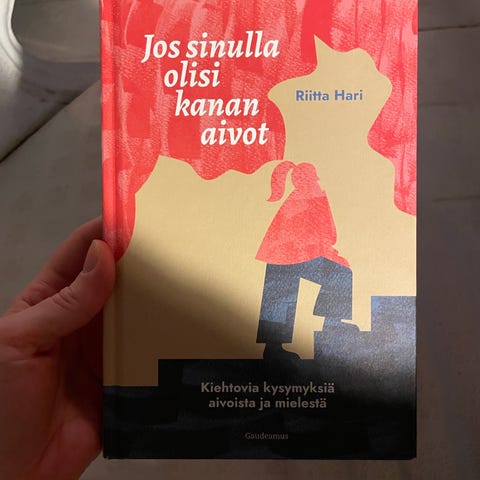 Jos sinulla
olisi
kanan
aivot
Riitta Hari
Kiehtovia kysymyksiä
aivoista ja mielestä
Gaudeamus